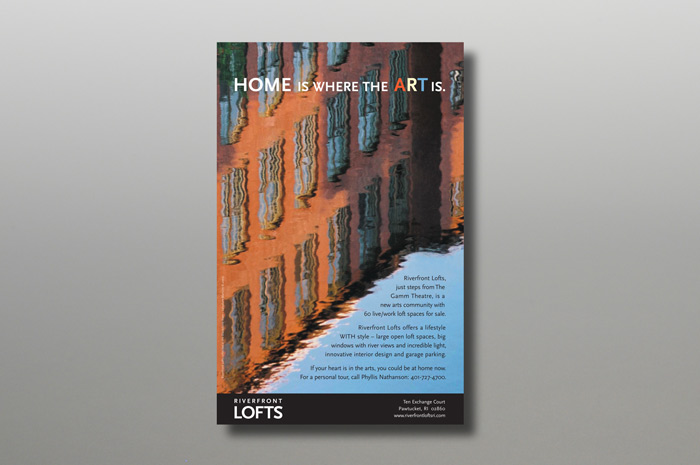 HOME IS WHERE THE ART IS.
Riverfront Lofts,
just steps from The
Gamm Theatre, is a
new arts community with
60 live/work loft spaces for sale.
Riverfront Lofts offers a lifestyle
WITH style – large open loft spaces, big
windows with river views and incredible light,
innovative interior design and garage parking.
If your heart is in the arts, you could be at home now.
For a personal tour, call Phyllis Nathanson: 401-727-4700.
RIVERFRONT
LOFTS
Ten Exchange Court
Pawtucket, RI 02860
www.riverfrontloftsri.com